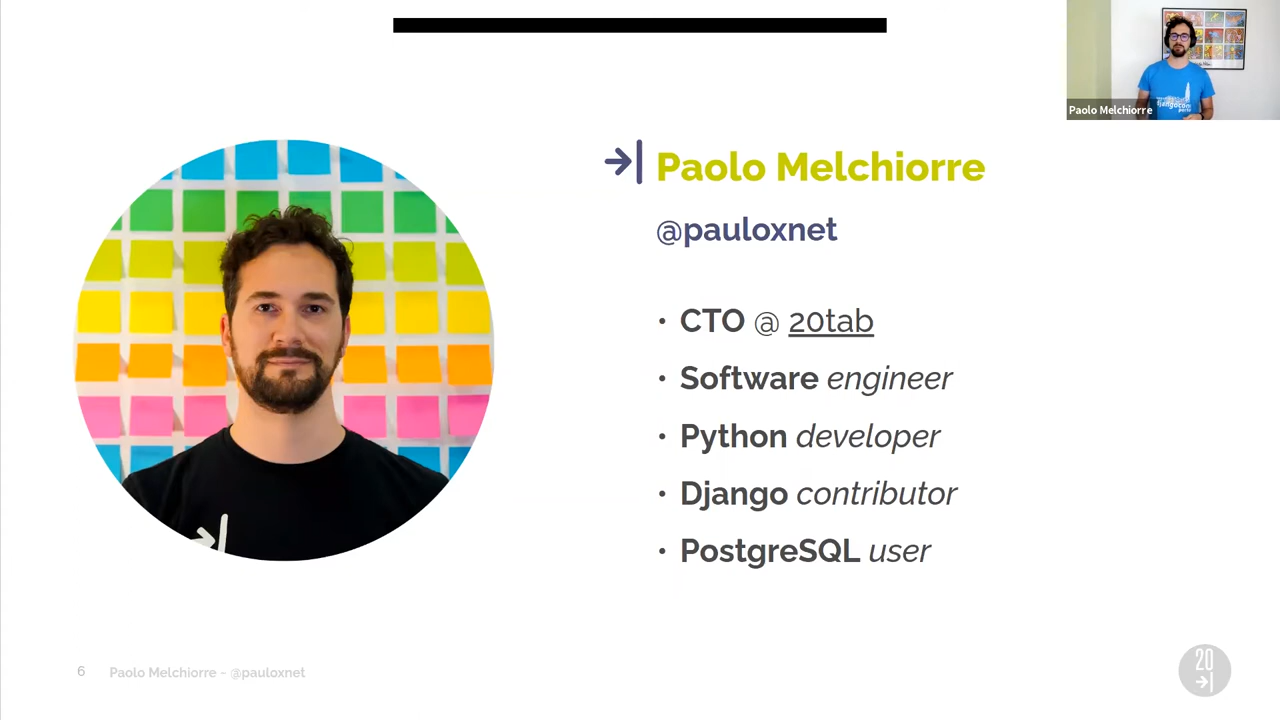 Paolo Melchiorre
Paolo Melchiorre
@pauloxnet
• CTO @ 20tab
• Software engineer
• Python developer
• Django contributor
• PostgreSQL user
6 Paolo Melchiorre - @pauloxnet
20